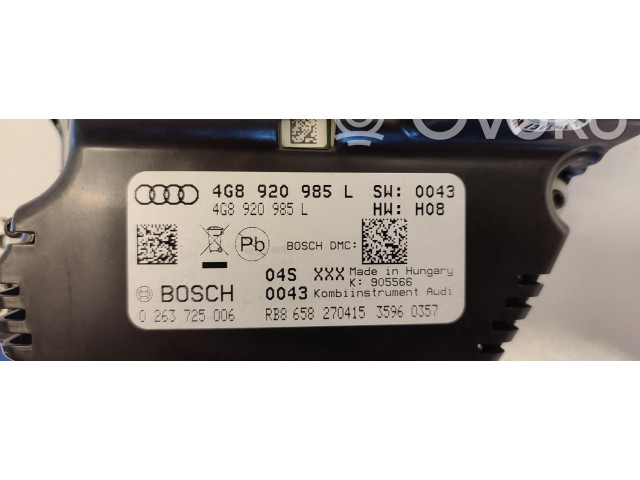 4G8 920 985 L SW: 0043
4G8 920 985 L HW: H08
Pb BOSCH DMC:
04S XXX Made in Hungary
K: 905566
BOSCH 0043 Kombiinstrument Audi
0 263 725 006 RB8 658 270415 3596 0357